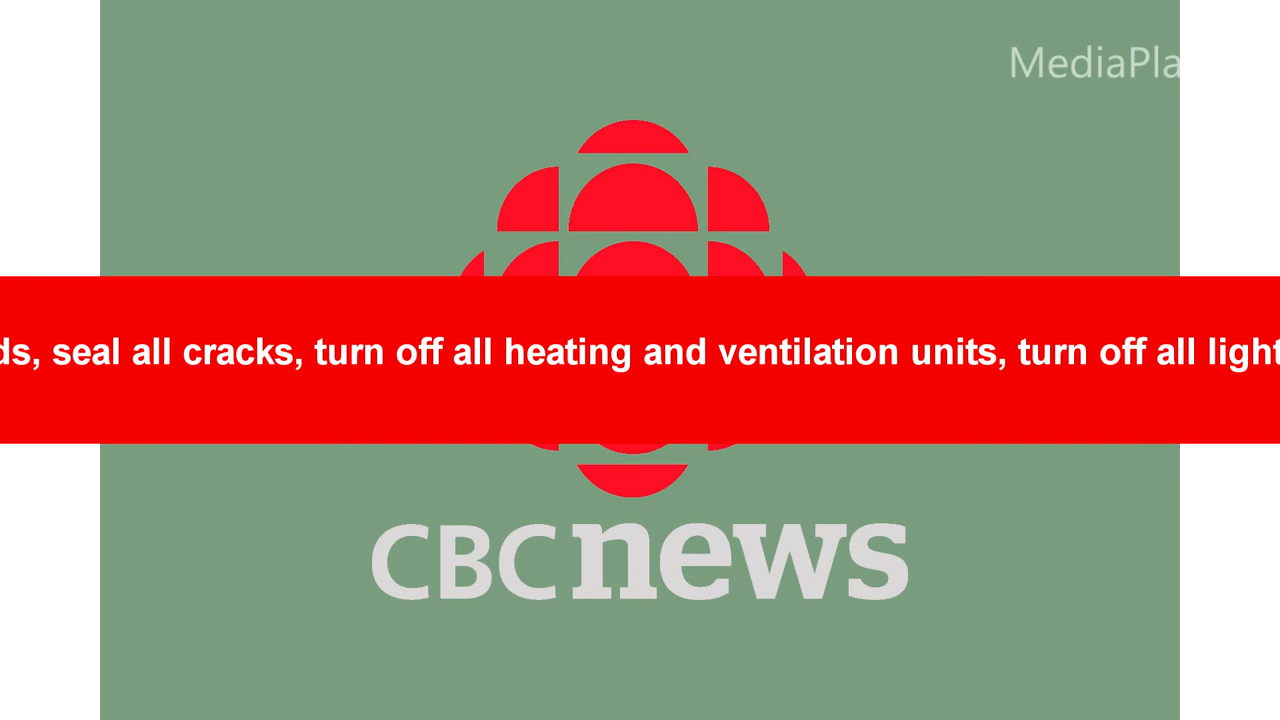 MediaPla
ds, seal all cracks, turn off all heating and ventilation units, turn off all light
CBC news